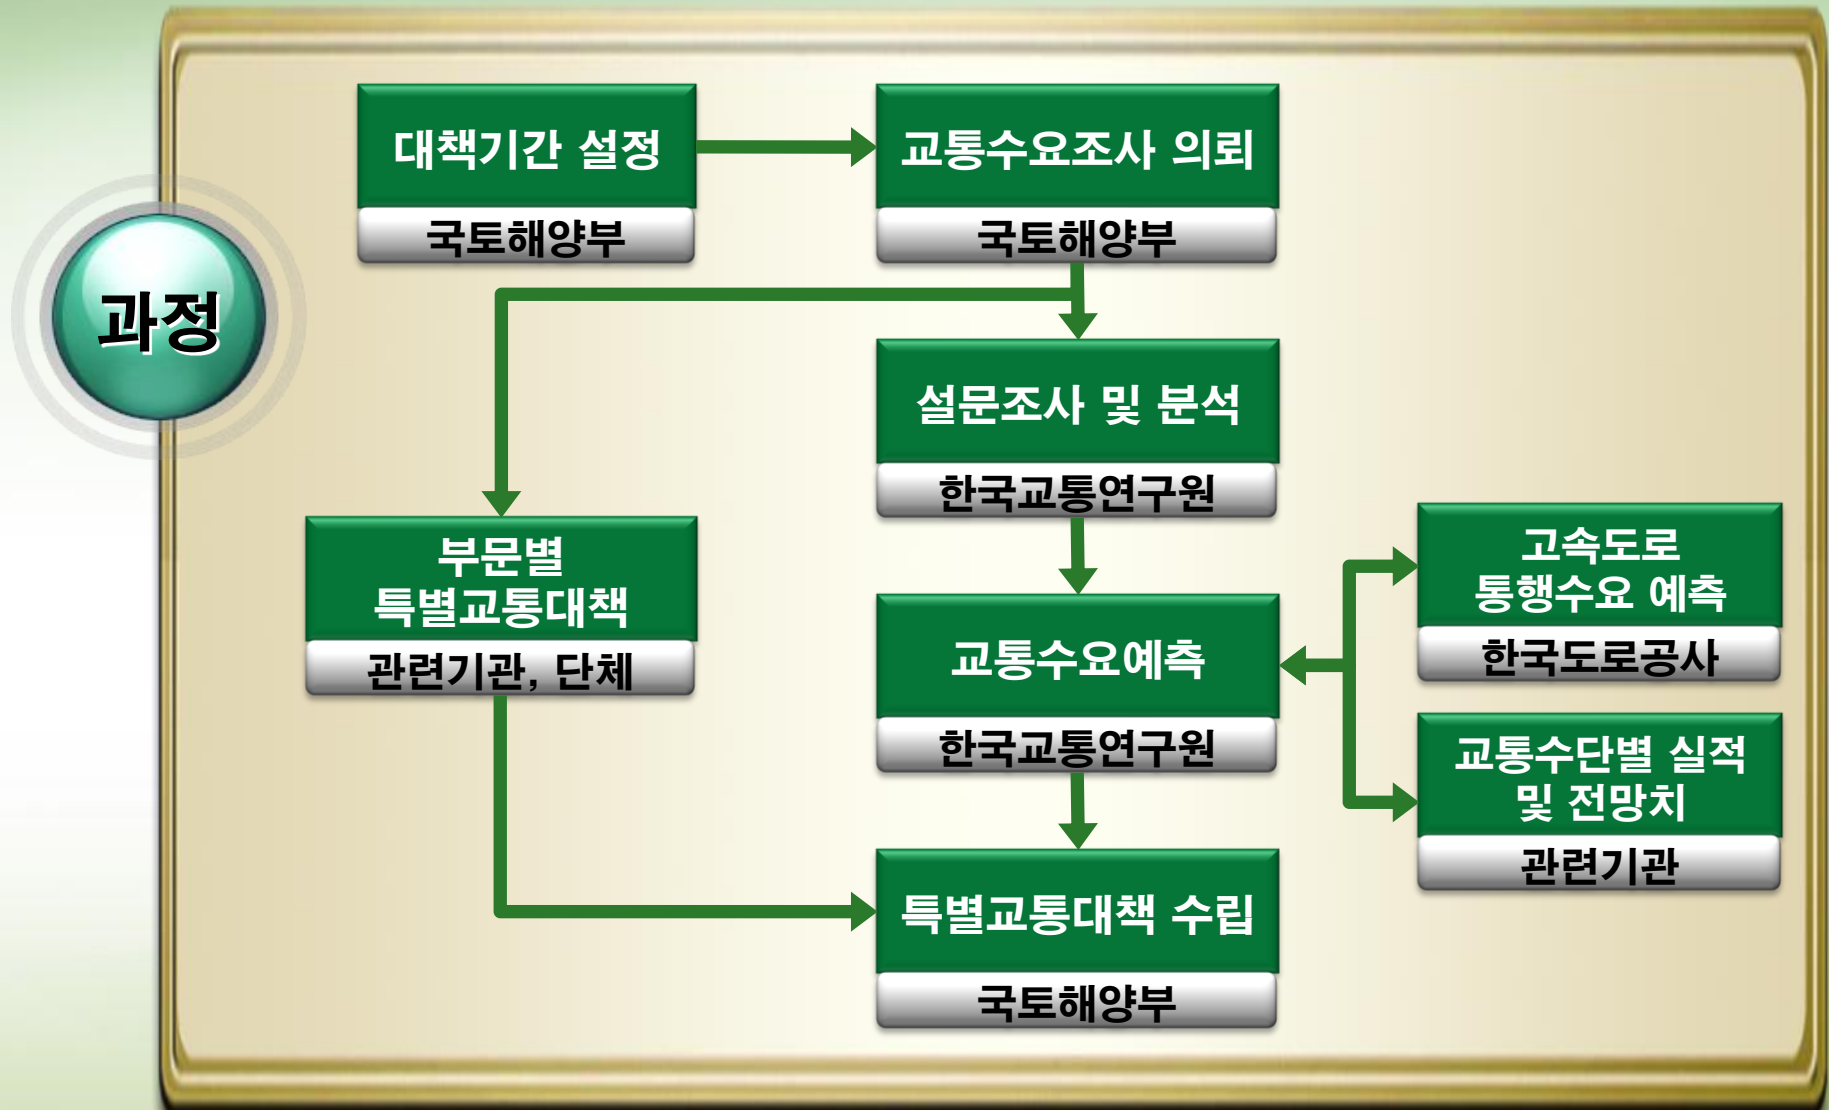 과정
대책기간 설정
국토해양부
교통수요조사 의뢰
국토해양부
설문조사 및 분석
한국교통연구원
부문별
특별교통대책
관련기관, 단체
교통수요예측
한국교통연구원
고속도로
통행수요 예측
한국도로공사
교통수단별 실적
및 전망치
관련기관
특별교통대책 수립
국토해양부